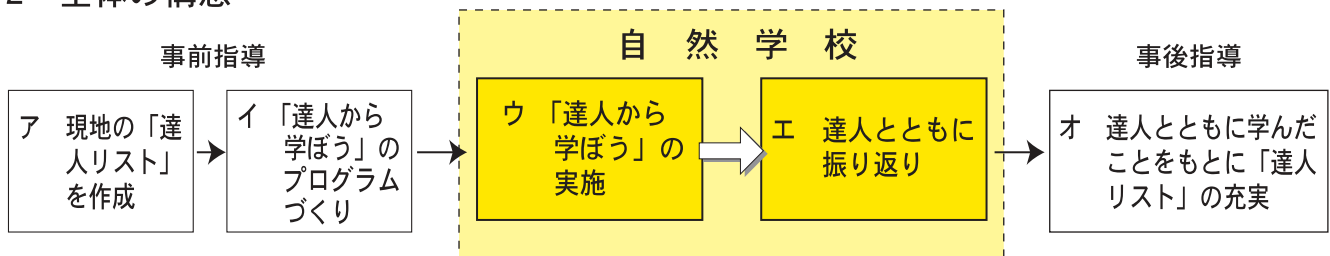 事前指導
自然学校
事後指導
ア 現地の「達
人リスト」
を作成
イ 「達人から
学ぼう」の
プログラム
づくり
ウ 「達人から
学ぼう」の
実施
エ 達人とともに
振り返り
オ 達人とともに学んだ
ことをもとに「達人
リスト」の充実